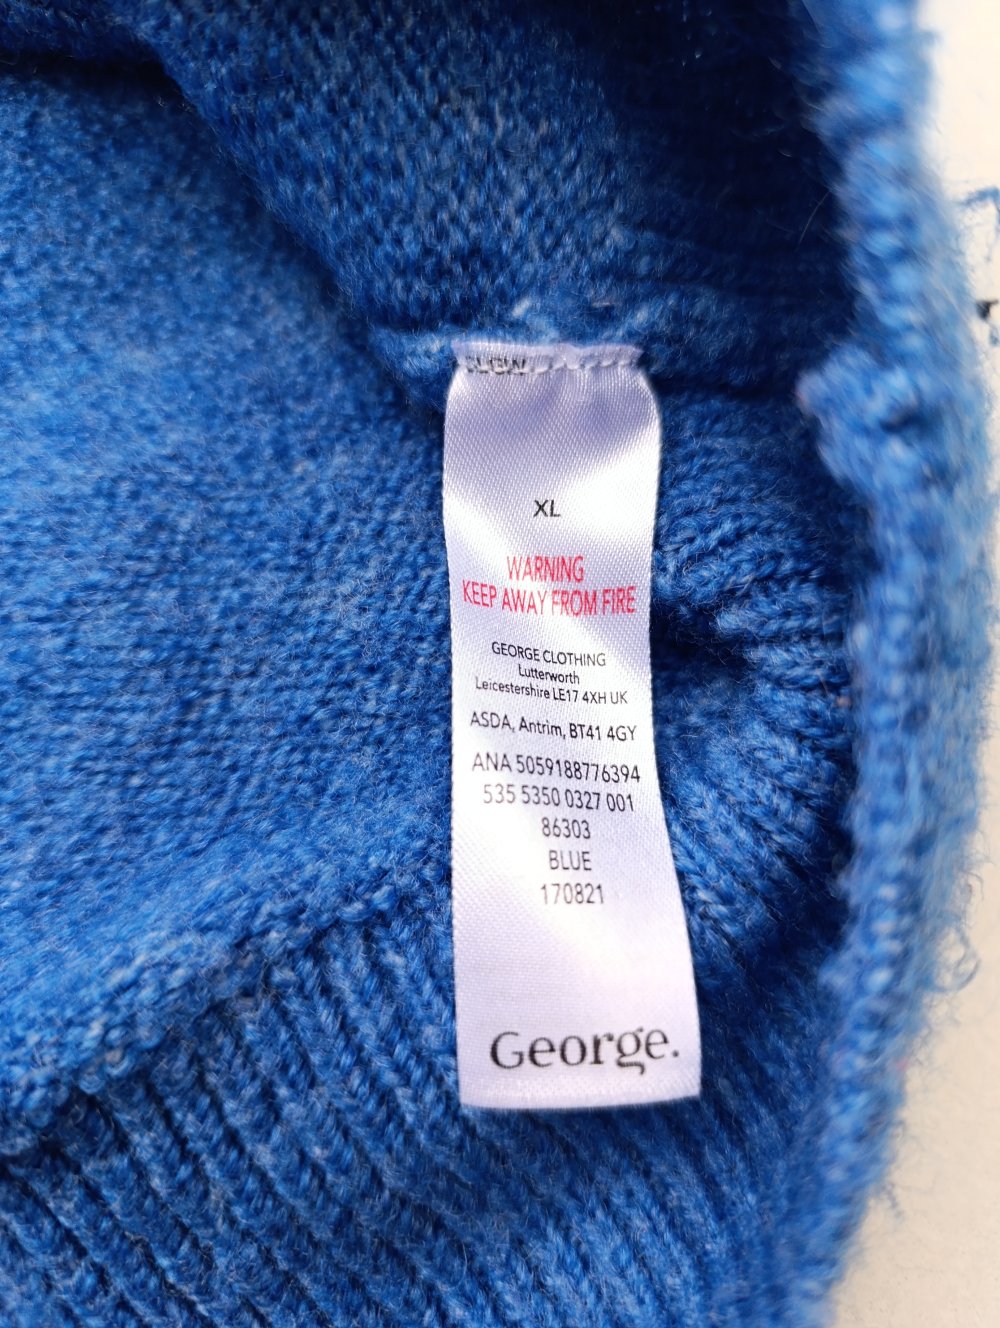 XL
WARNING
KEEP AWAY FROM FIRE
GEORGE CLOTHING
Lutterworth
Leicestershire LE17 4XH UK
ASDA, Antrim, BT41 4GY
ANA 5059188776394
535 5350 0327 001
86303
BLUE
170821
George.